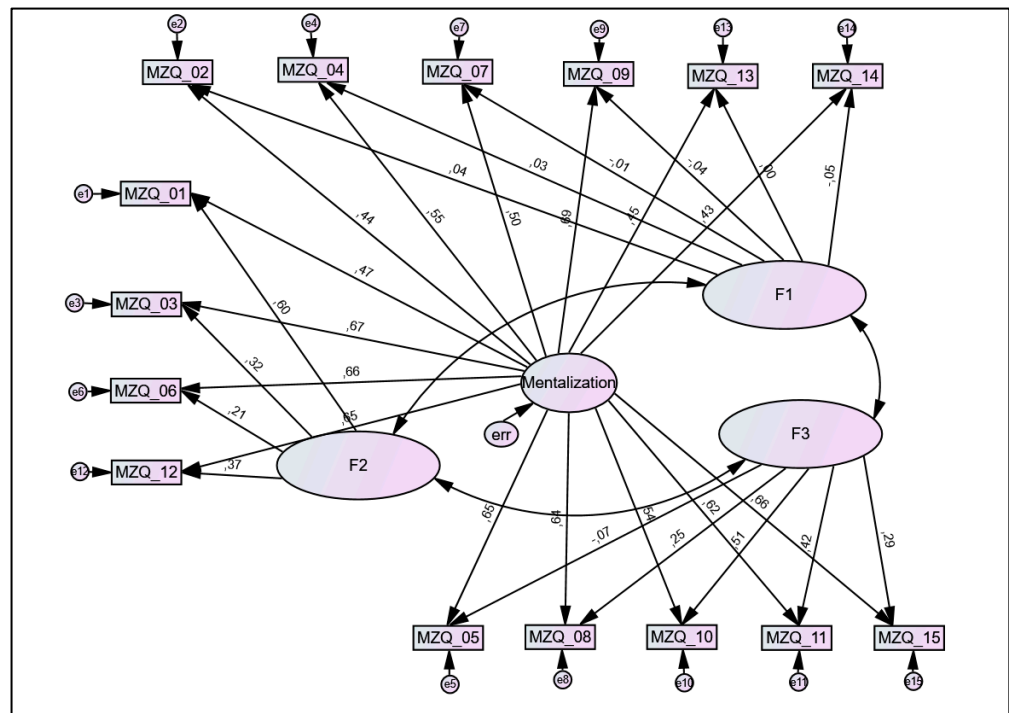 e2
e4
e7
e9
e13
e14
MZQ_02
MZQ_04
MZQ_07
MZQ_09
MZQ_13
MZQ_14
,04
,03
-,01
-,04
,00
-,05
e1
MZQ_01
,44
,55
,50
,69
,45
,43
,47
F1
e3
MZQ_03
,60
,67
,32
,66
Mentalization
e6
MZQ_06
,21
,65
err
F3
e12
MZQ_12
,37
F2
,65
,64
,54
,62
,66
-,07
,25
,51
,42
,29
MZQ_05
MZQ_08
MZQ_10
MZQ_11
MZQ_15
e5
e8
e10
e11
e15